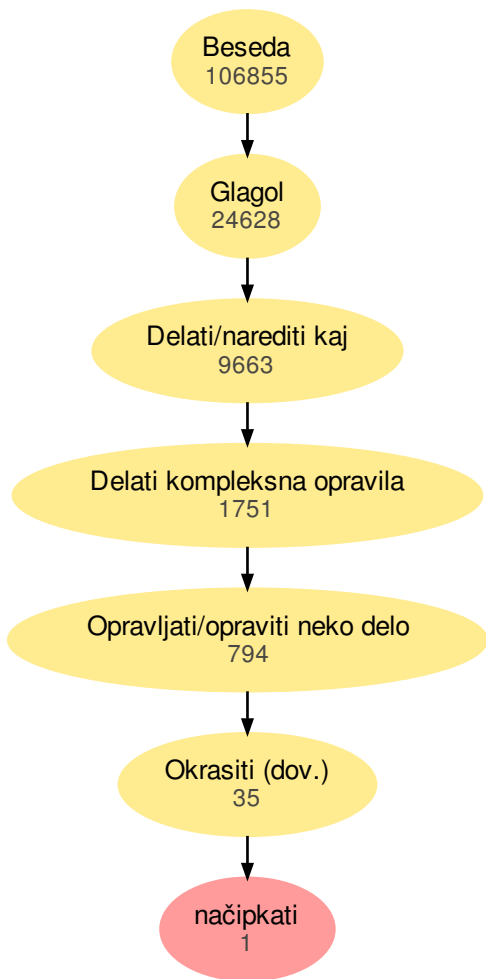 Beseda
106855
Glagol
24628
Delati/narediti kaj
9663
Delati kompleksna opravila
1751
Opravljati/opraviti neko delo
794
Okrasiti (dov.)
35
načipkati
1